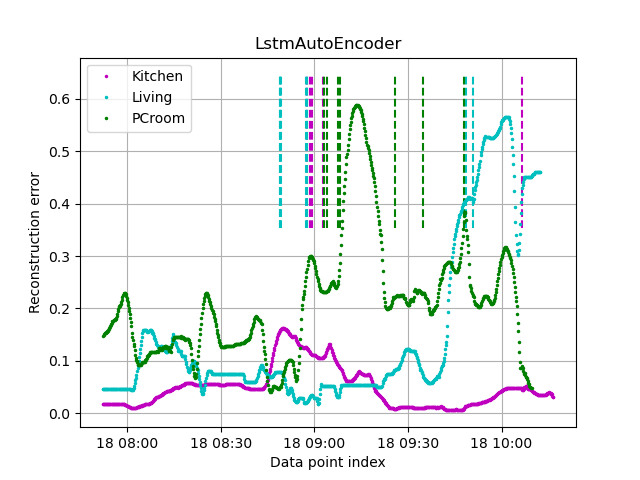 LstmAutoEncoder
Kitchen
Living
PCroom
Reconstruction error
0.6
0.5
0.4
0.3
0.2
0.1
0.0
18 08:00 18 08:30 18 09:00 18 09:30 18 10:00
Data point index